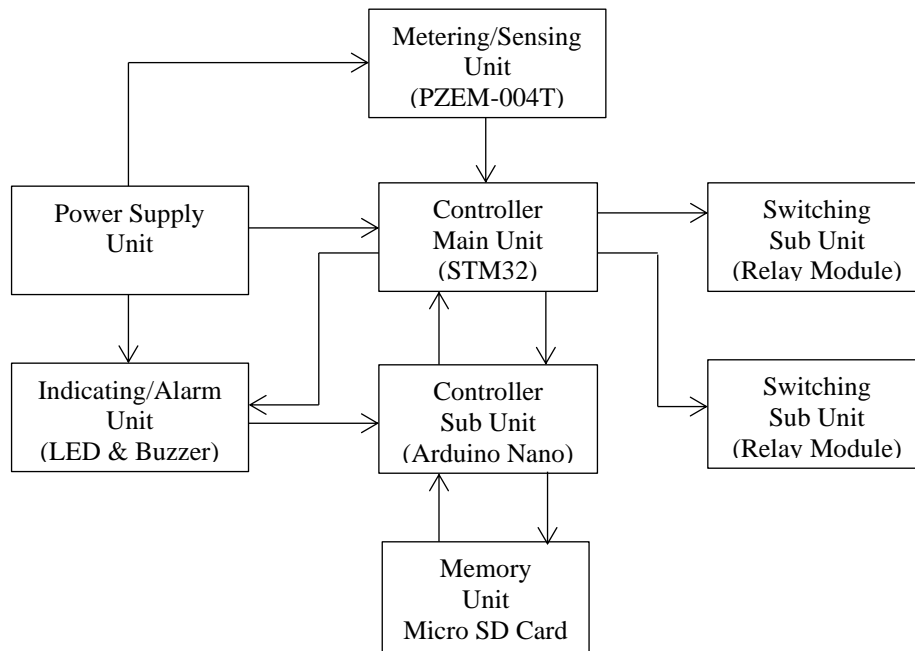 Metering/Sensing
Unit
(PZEM-004T)
Power Supply
Unit
Controller
Main Unit
(STM32)
Switching
Sub Unit
(Relay Module)
Indicating/Alarm
Unit
(LED & Buzzer)
Controller
Sub Unit
(Arduino Nano)
Switching
Sub Unit
(Relay Module)
Memory
Unit
Micro SD Card